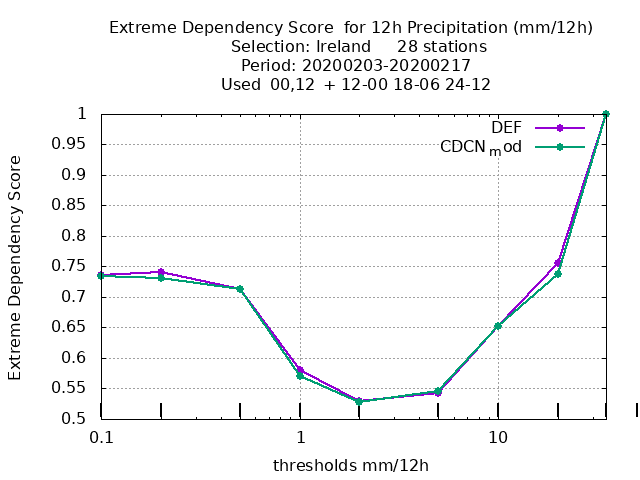 Extreme Dependency Score  for 12h Precipitation (mm/12h)
Selection: Ireland     28 stations
Period: 20200203-20200217
Used  00,12  + 12-00 18-06 24-12
DEF
CDCNmod
Extreme Dependency Score
1
0.95
0.9
0.85
0.8
0.75
0.7
0.65
0.6
0.55
0.5
0.1
1
10
thresholds mm/12h